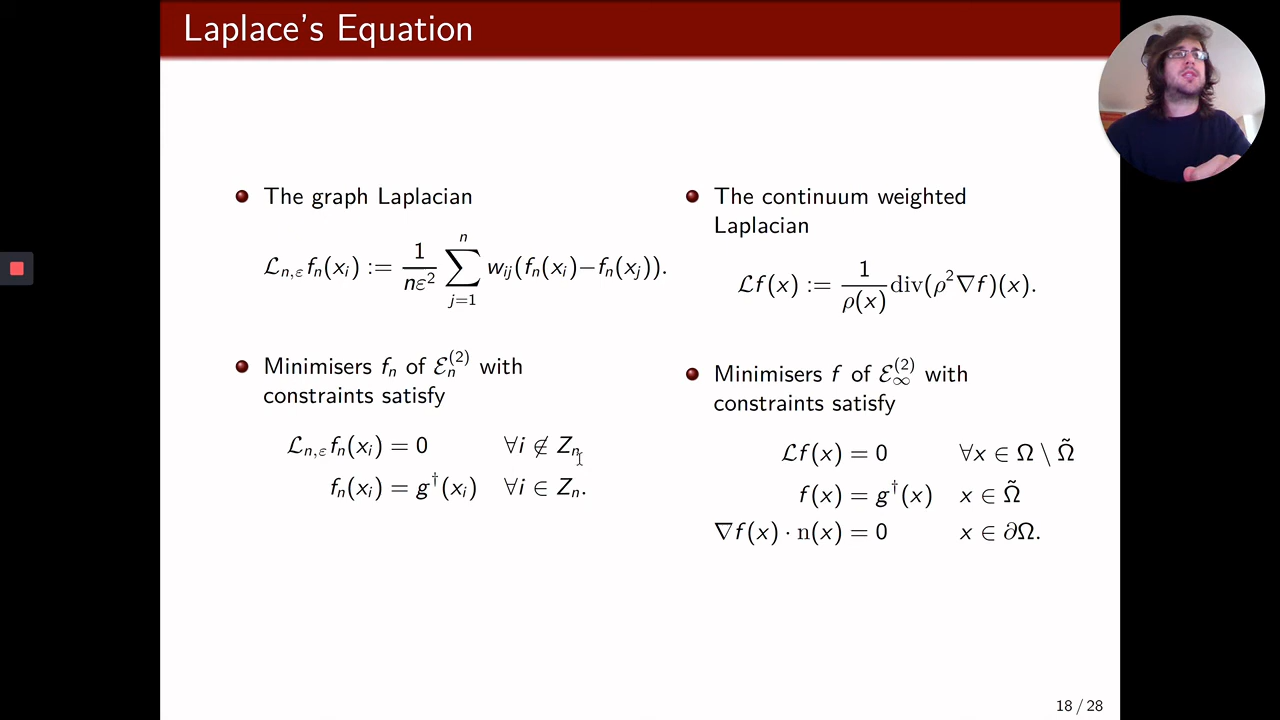 Laplace's Equation
The graph Laplacian
ℒ_{n,ε} f_n(x_i) := \frac{1}{nε^2} \sum_{j=1}^{n} w_{ij}(f_n(x_i)−f_n(x_j)).
Minimisers f_n of ℰ_n^{(2)} with
constraints satisfy
ℒ_{n,ε} f_n(x_i) = 0 ∀i ∉ Z_n
f_n(x_i) = g^†(x_i) ∀i ∈ Z_n.
The continuum weighted
Laplacian
ℒf(x) := \frac{1}{ρ(x)} div(ρ^2∇f)(x).
Minimisers f of ℰ_∞^{(2)} with
constraints satisfy
ℒf(x) = 0 ∀x ∈ Ω \ Ω̃
f(x) = g^†(x) x ∈ Ω̃
∇f(x) · n(x) = 0 x ∈ ∂Ω.
18 / 28